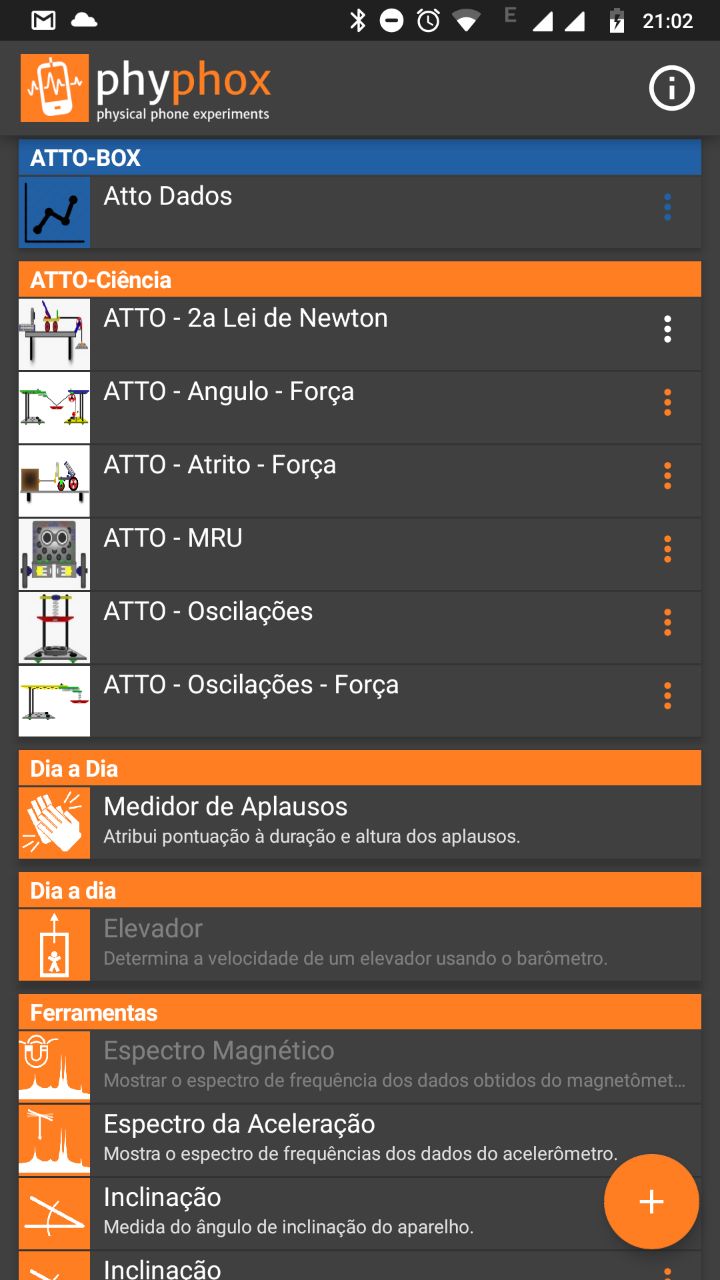 E
21:02
phyphox
physical phone experiments
ATTO-BOX
Atto Dados
ATTO-Ciência
ATTO - 2a Lei de Newton
ATTO - Angulo - Força
ATTO - Atrito - Força
ATTO - MRU
ATTO - Oscilações
ATTO - Oscilações - Força
Dia a Dia
Medidor de Aplausos
Atribui pontuação à duração e altura dos aplausos.
Dia a dia
Elevador
Determina a velocidade de um elevador usando o barômetro.
Ferramentas
Espectro Magnético
Mostrar o espectro de frequência dos dados obtidos do magnetômet...
Espectro da Aceleração
Mostra o espectro de frequências dos dados do acelerômetro.
Inclinação
Medida do ângulo de inclinação do aparelho.
Inclinação